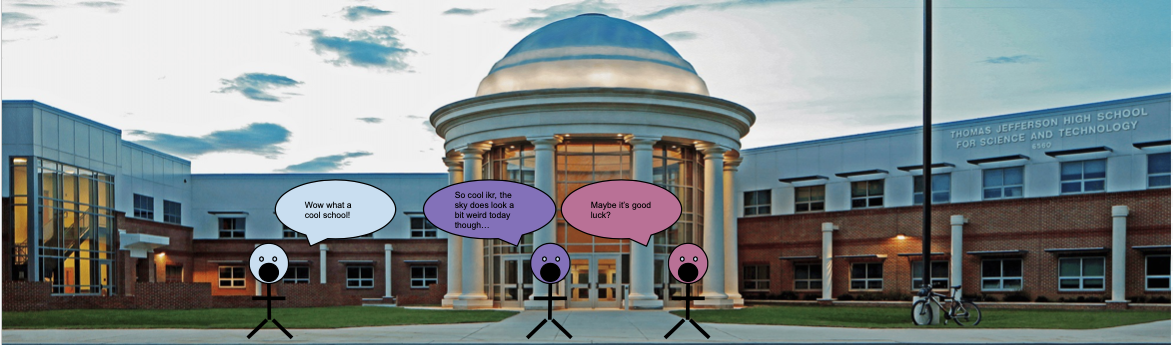 THOMAS JEFFERSON HIGH SCHOOL
FOR SCIENCE AND TECHNOLOGY
6560
Wow what a
cool school!
So cool ikr, the
sky does look a
bit weird today
though...
Maybe it's good
luck?